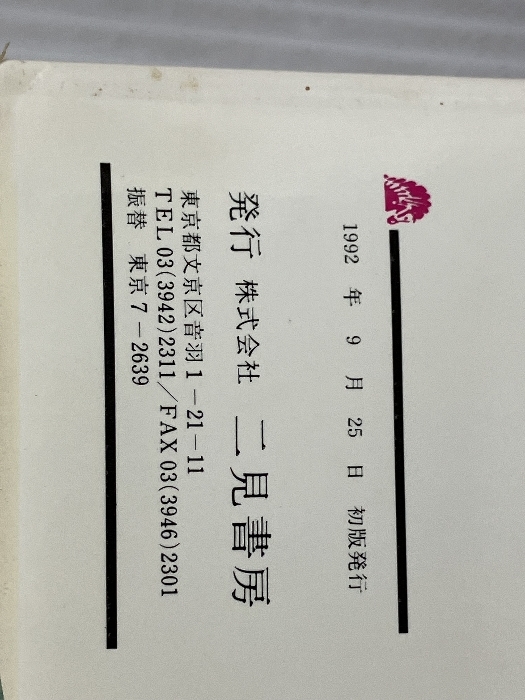 1992 年 9 月 25 日 初版発行
発行 株式会社 二見書房
東京都文京区音羽1-21-11
TEL 03(3942)2311/FAX 03(3946)2301
振替 東京7-2639